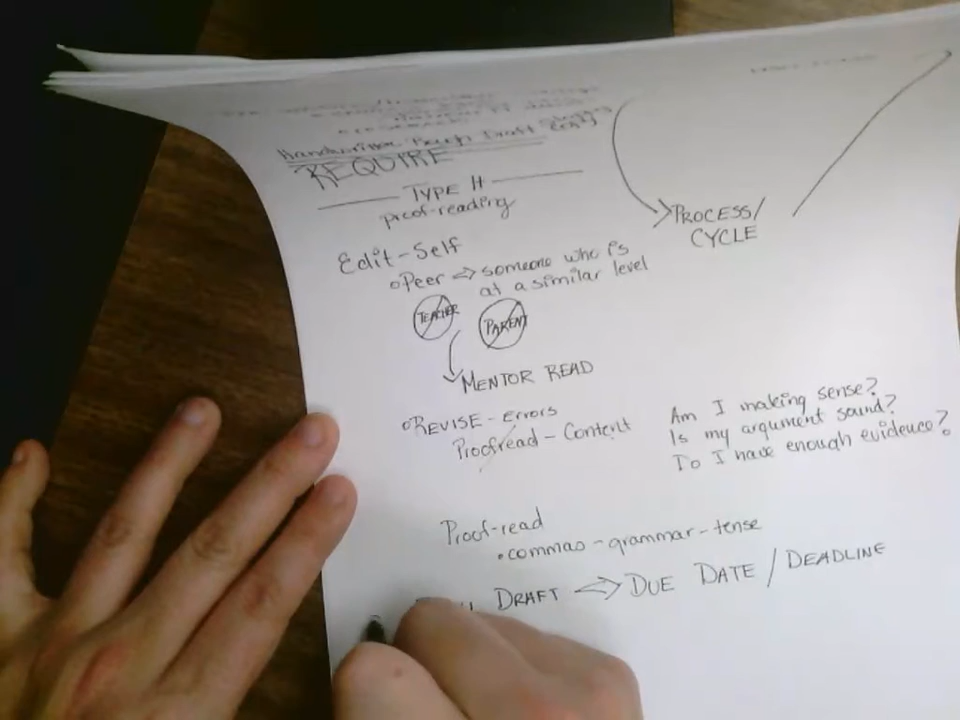 Handwritten Rough Draft
REQUIRE
TYPE It
proof-reading
PROCESS/
CYCLE
Edit-Self
Peer => someone who is
at a similar level
TEACHER PARENT
MENTOR READ
REVISE - Errors
Proofread - Content
Am I making sense?
Is my argument sound?
Do I have enough evidence?
Proof-read
• commas - grammar - tense
DRAFT <=> DUE DATE / DEADLINE